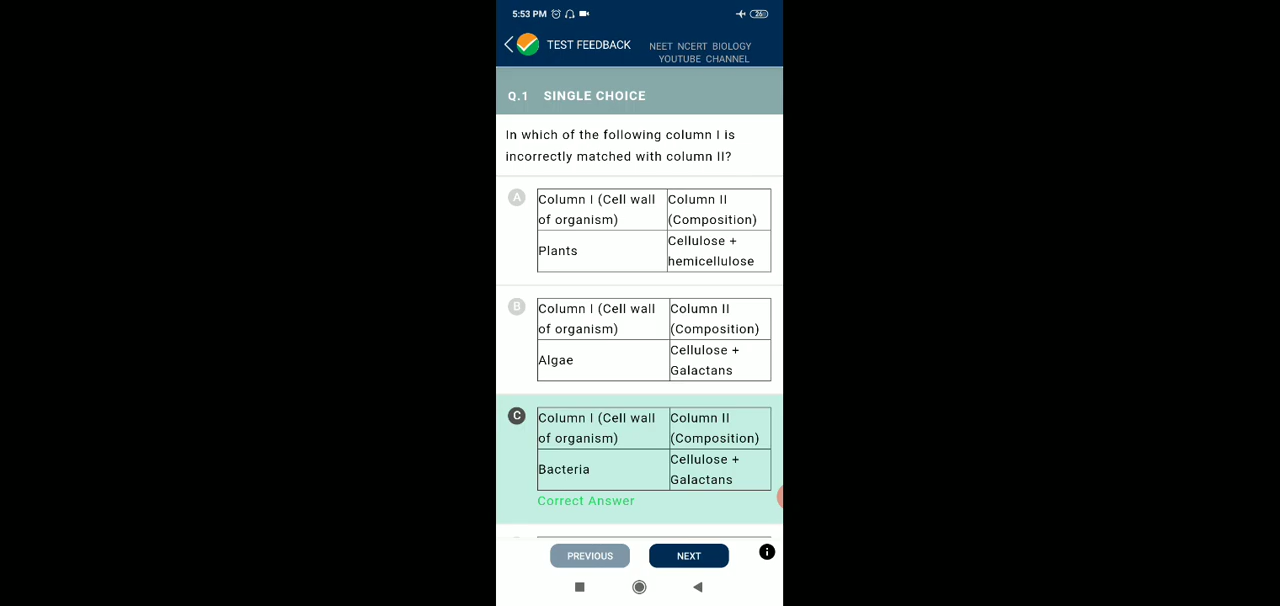 5:53 PM
26
TEST FEEDBACK
NEET NCERT BIOLOGY
YOUTUBE CHANNEL
Q.1 SINGLE CHOICE
In which of the following column I is
incorrectly matched with column II?
A
Column I (Cell wall
of organism)
Column II
(Composition)
Plants
Cellulose +
hemicellulose
B
Column I (Cell wall
of organism)
Column II
(Composition)
Algae
Cellulose +
Galactans
C
Column I (Cell wall
of organism)
Column II
(Composition)
Bacteria
Cellulose +
Galactans
Correct Answer
PREVIOUS
NEXT